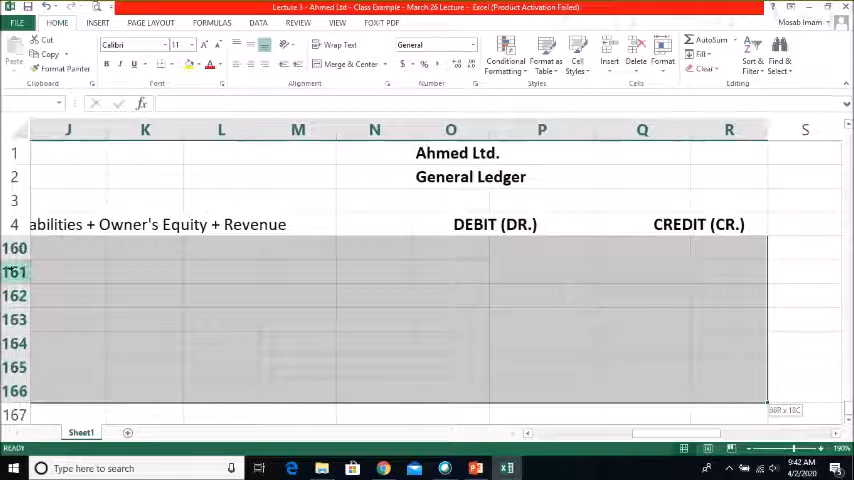 Lecture 3 - Ahmed Ltd - Class Example - March 26 Lecture - Excel (Product Activation Failed)
FILE HOME INSERT PAGE LAYOUT FORMULAS DATA REVIEW VIEW FOXIT PDF Mosab Imam
Cut
Copy
Format Painter
Paste
Clipboard
Calibri 11
B I U
Font
Wrap Text
Merge & Center
Alignment
General
$ % ,
Number
Conditional Formatting
Format as Table
Cell Styles
Styles
Insert Delete Format
Cells
AutoSum
Fill
Clear
Sort & Filter
Find & Select
Editing
fx
J K L M N O P Q R S
1 Ahmed Ltd.
2 General Ledger
3
4 abilities + Owner's Equity + Revenue DEBIT (DR.) CREDIT (CR.)
160
161
162
163
164
165
166
167
Sheet1
READY 190%
Type here to search
9:42 AM
4/2/2020